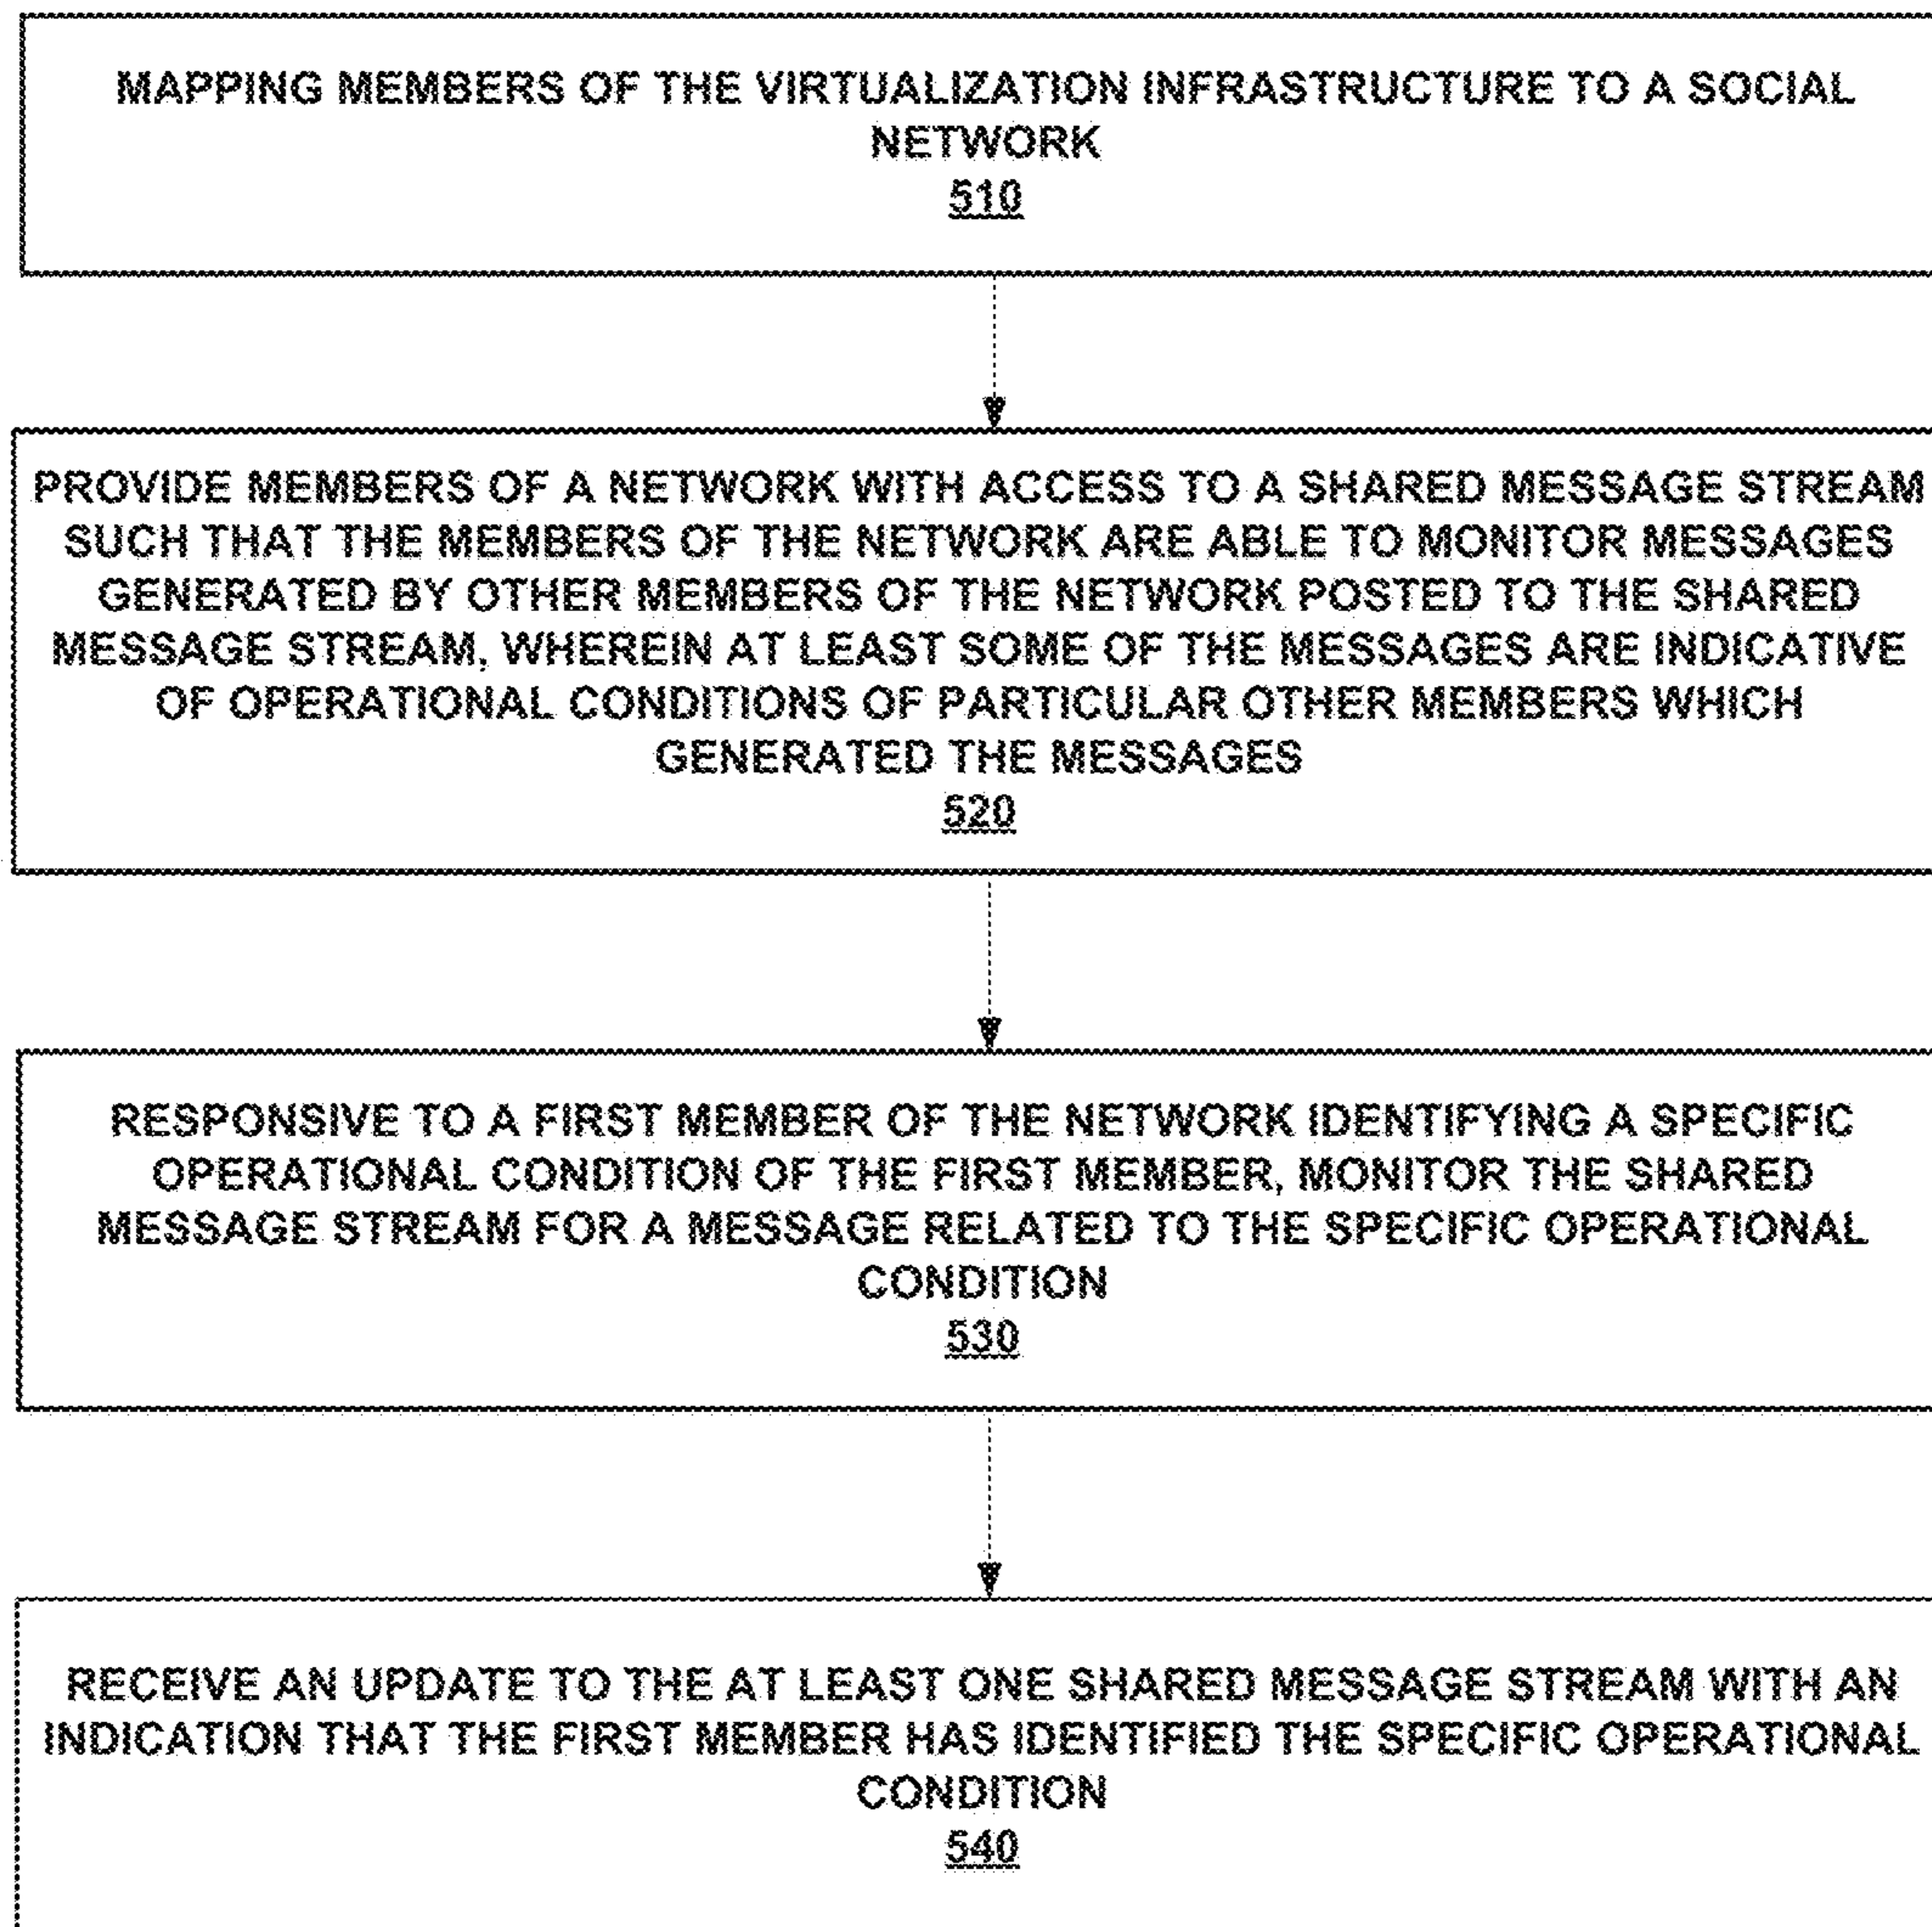 MAPPING MEMBERS OF THE VIRTUALIZATION INFRASTRUCTURE TO A SOCIAL
NETWORK
510
PROVIDE MEMBERS OF A NETWORK WITH ACCESS TO A SHARED MESSAGE STREAM
SUCH THAT THE MEMBERS OF THE NETWORK ARE ABLE TO MONITOR MESSAGES
GENERATED BY OTHER MEMBERS OF THE NETWORK POSTED TO THE SHARED
MESSAGE STREAM, WHEREIN AT LEAST SOME OF THE MESSAGES ARE INDICATIVE
OF OPERATIONAL CONDITIONS OF PARTICULAR OTHER MEMBERS WHICH
GENERATED THE MESSAGES
520
RESPONSIVE TO A FIRST MEMBER OF THE NETWORK IDENTIFYING A SPECIFIC
OPERATIONAL CONDITION OF THE FIRST MEMBER, MONITOR THE SHARED
MESSAGE STREAM FOR A MESSAGE RELATED TO THE SPECIFIC OPERATIONAL
CONDITION
530
RECEIVE AN UPDATE TO THE AT LEAST ONE SHARED MESSAGE STREAM WITH AN
INDICATION THAT THE FIRST MEMBER HAS IDENTIFIED THE SPECIFIC OPERATIONAL
CONDITION
540